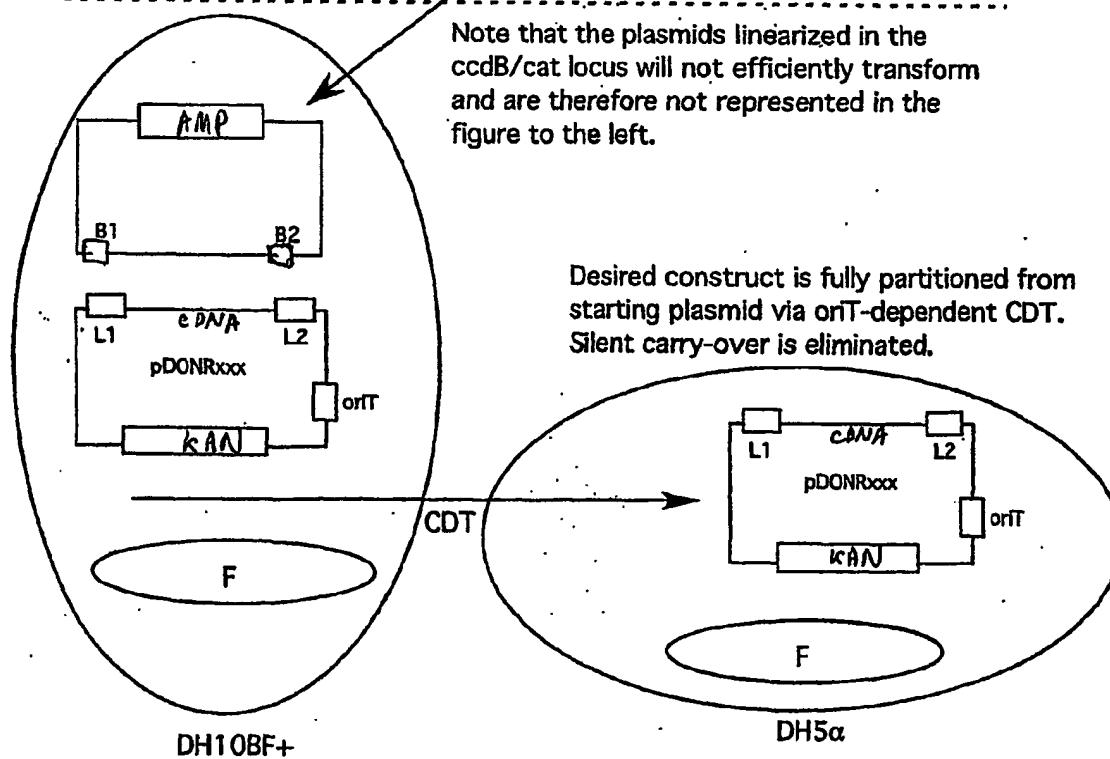 Note that the plasmids linearized in the
ccdB/cat locus will not efficiently transform
and are therefore not represented in the
figure to the left.
AMP
B1
B2
L1
cDNA
L2
pDONRxxx
oriT
KAN
CDT
F
DH10BF+
Desired construct is fully partitioned from
starting plasmid via oriT-dependent CDT.
Silent carry-over is eliminated.
L1
cDNA
L2
pDONRxxx
oriT
KAN
F
DH5α